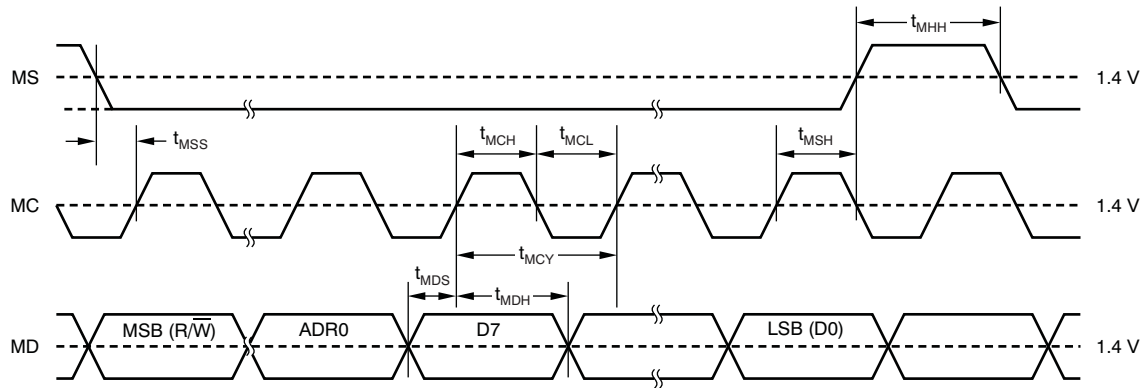 t_MHH
MS
1.4 V
t_MSS
t_MCH
t_MCL
t_MSH
MC
1.4 V
t_MCY
t_MDS
t_MDH
MSB (R/W̅)
ADR0
D7
LSB (D0)
MD
1.4 V